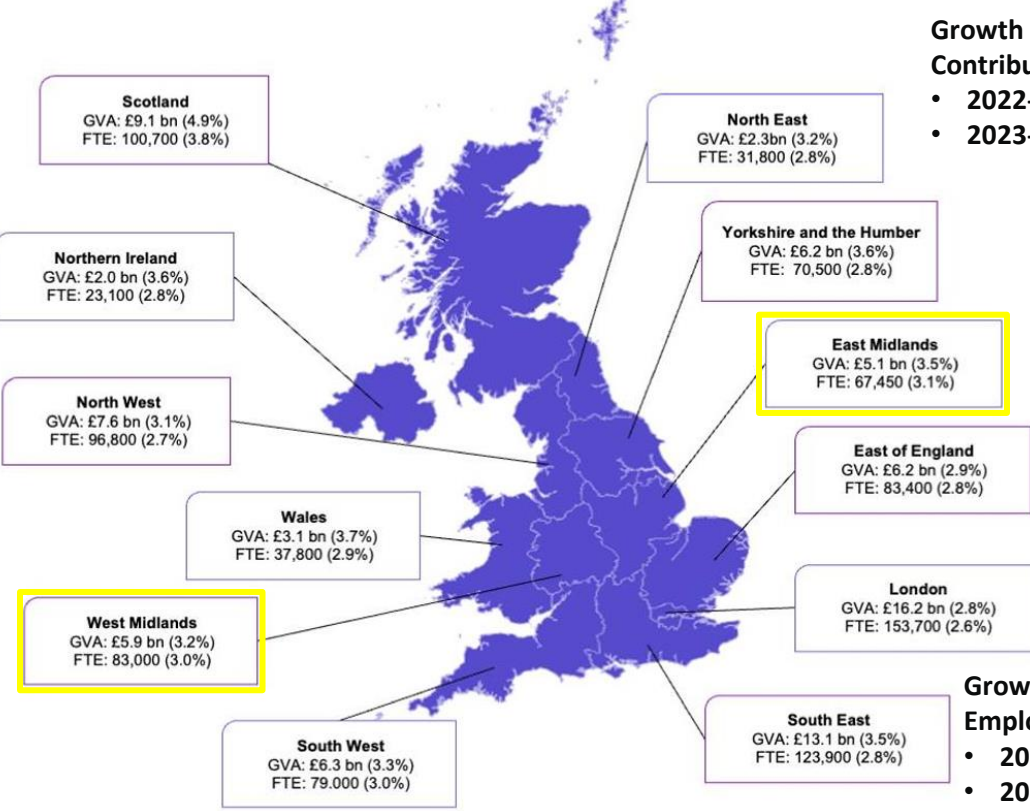 Growth
Contribu
• 2022-
• 2023-
Scotland
GVA: £9.1 bn (4.9%)
FTE: 100,700 (3.8%)
North East
GVA: £2.3bn (3.2%)
FTE: 31,800 (2.8%)
Yorkshire and the Humber
GVA: £6.2 bn (3.6%)
FTE: 70,500 (2.8%)
Northern Ireland
GVA: £2.0 bn (3.6%)
FTE: 23,100 (2.8%)
East Midlands
GVA: £5.1 bn (3.5%)
FTE: 67,450 (3.1%)
North West
GVA: £7.6 bn (3.1%)
FTE: 96,800 (2.7%)
East of England
GVA: £6.2 bn (2.9%)
FTE: 83,400 (2.8%)
Wales
GVA: £3.1 bn (3.7%)
FTE: 37,800 (2.9%)
London
GVA: £16.2 bn (2.8%)
FTE: 153,700 (2.6%)
West Midlands
GVA: £5.9 bn (3.2%)
FTE: 83,000 (3.0%)
South West
GVA: £6.3 bn (3.3%)
FTE: 79.000 (3.0%)
South East
GVA: £13.1 bn (3.5%)
FTE: 123,900 (2.8%)
Grow
Emplo
• 20
• 20